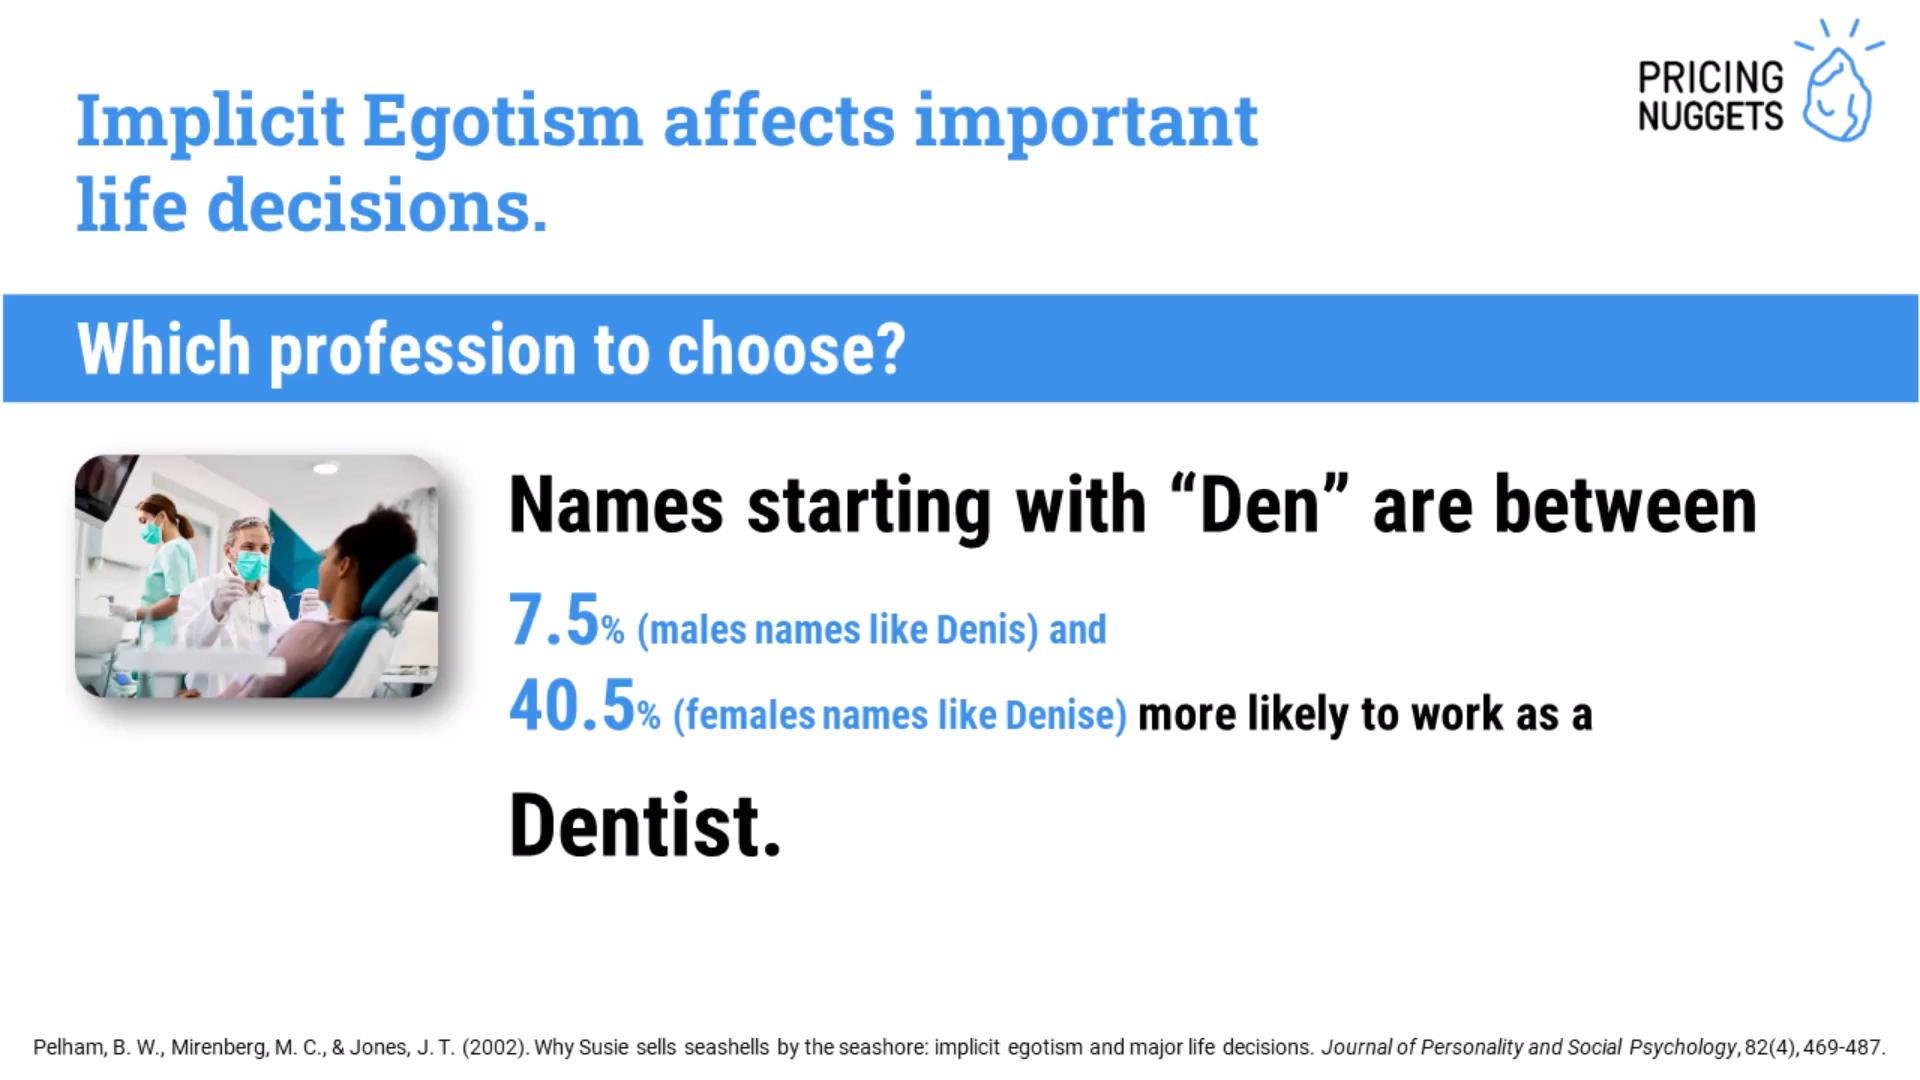 PRICING
NUGGETS
Implicit Egotism affects important
life decisions.
Which profession to choose?
Names starting with “Den” are between
7.5% (males names like Denis) and
40.5% (females names like Denise) more likely to work as a
Dentist.
Pelham, B. W., Mirenberg, M. C., & Jones, J. T. (2002). Why Susie sells seashells by the seashore: implicit egotism and major life decisions. Journal of Personality and Social Psychology, 82(4), 469-487.